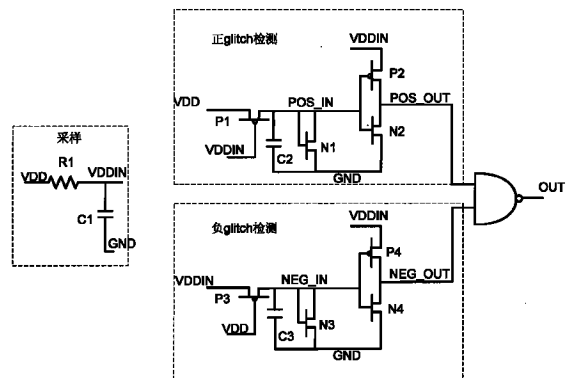 正glitch检测
VDDIN
P2
VDD
POS_IN
POS_OUT
P1
N2
VDDIN
C2
N1
GND
采样
R1
VDD
VDDIN
C1
GND
OUT
负glitch检测
VDDIN
P4
VDDIN
NEG_IN
NEG_OUT
P3
N4
VDD
C3
N3
GND